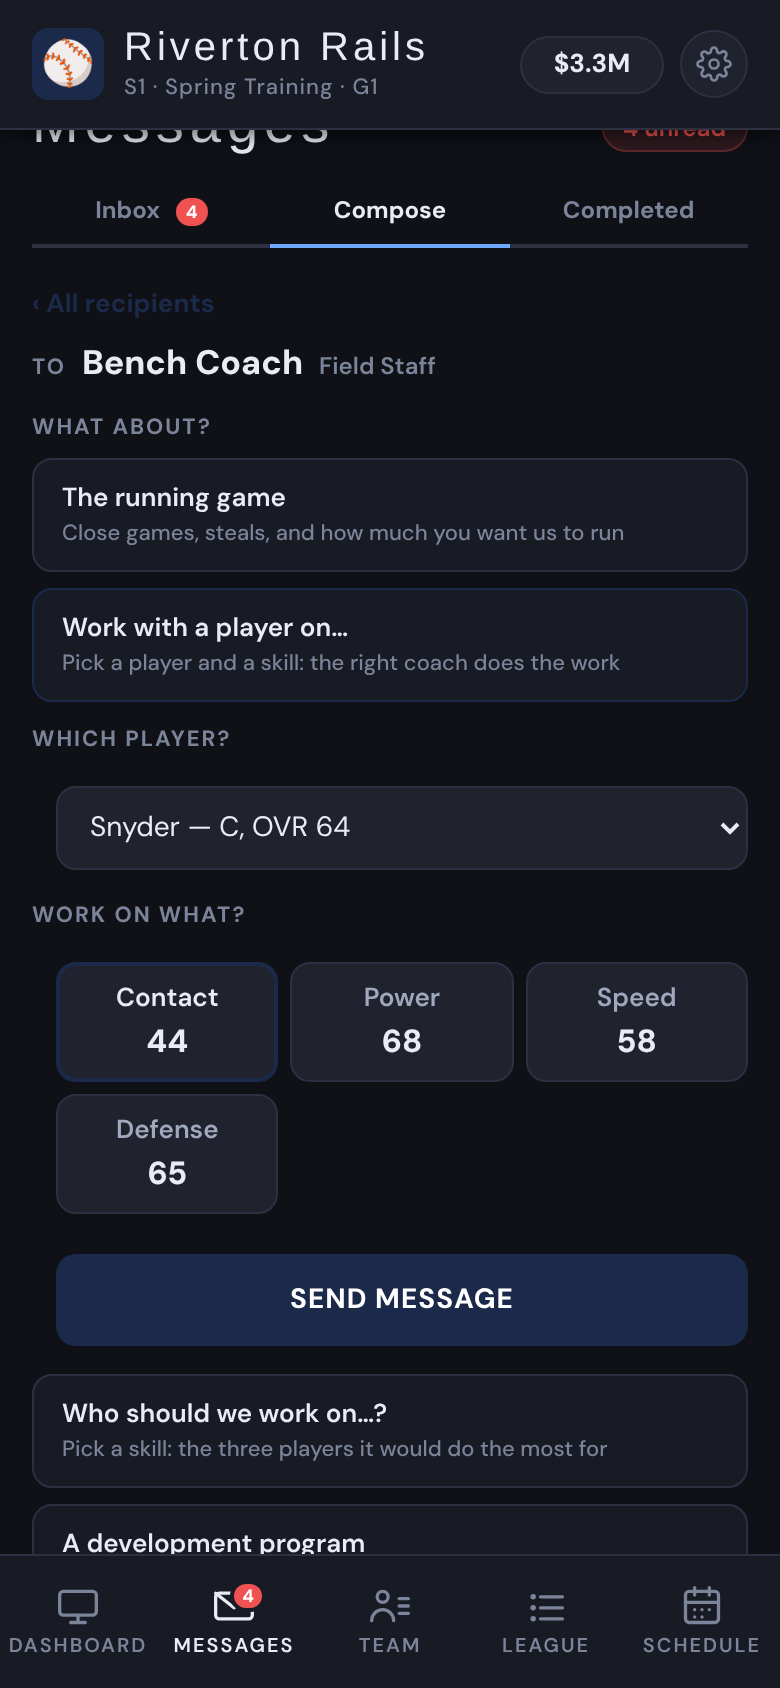 Riverton Rails
S1 · Spring Training · G1
$3.3M
Messages
4 unread
Inbox 4
Compose
Completed
‹ All recipients
TO Bench Coach Field Staff
WHAT ABOUT?
The running game
Close games, steals, and how much you want us to run
Work with a player on…
Pick a player and a skill: the right coach does the work
WHICH PLAYER?
Snyder — C, OVR 64
WORK ON WHAT?
Contact
44
Power
68
Speed
58
Defense
65
SEND MESSAGE
Who should we work on…?
Pick a skill: the three players it would do the most for
A development program
4
DASHBOARD
MESSAGES
TEAM
LEAGUE
SCHEDULE